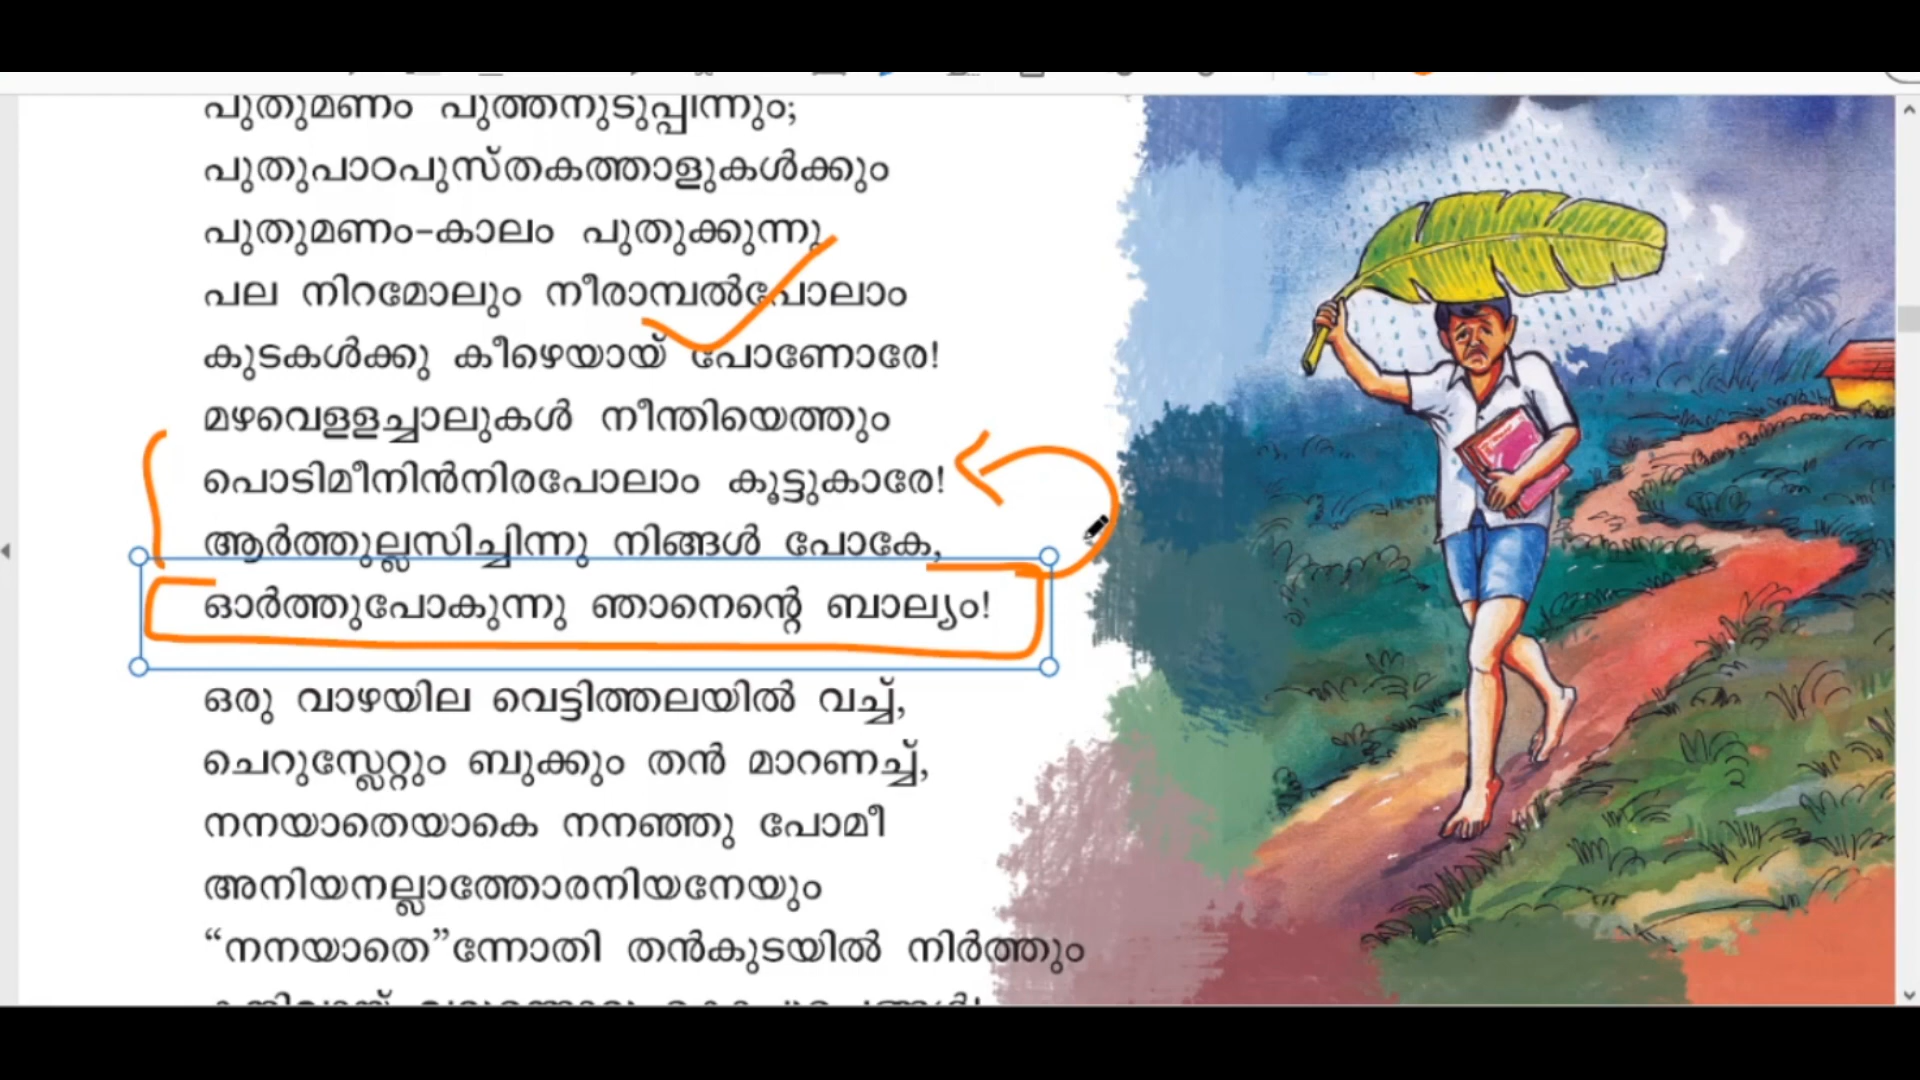 പുതുമണം പുത്തനുടുപ്പിന്നും;
പുതുപാഠപുസ്തകത്താളുകൾക്കും
പുതുമണം-കാലം പുതുക്കുന്നു
പല നിറമോലും നീരാമ്പൽപോലാം
കുടകൾക്കു കീഴെയായ് പോണോരേ!
മഴവെള്ളച്ചാലുകൾ നീന്തിയെത്തും
പൊടിമീനിൻനിരപോലാം കൂട്ടുകാരേ!
ആർത്തുല്ലസിച്ചിന്നു നിങ്ങൾ പോകേ,
ഓർത്തുപോകുന്നു ഞാനെന്റെ ബാല്യം!
ഒരു വാഴയില വെട്ടിത്തലയിൽ വച്ച്,
ചെറുസ്ലേറ്റും ബുക്കും തൻ മാറണച്ച്,
നനയാതെയാകെ നനഞ്ഞു പോമീ
അനിയനല്ലാത്തോരനിയനേയും
“നനയാതെ”ന്നോതി തൻകുടയിൽ നിർത്തും